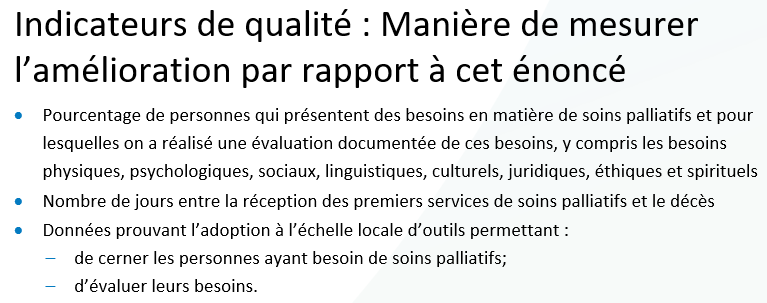 Indicateurs de qualité : Manière de mesurer
l’amélioration par rapport à cet énoncé
• Pourcentage de personnes qui présentent des besoins en matière de soins palliatifs et pour
lesquelles on a réalisé une évaluation documentée de ces besoins, y compris les besoins
physiques, psychologiques, sociaux, linguistiques, culturels, juridiques, éthiques et spirituels
• Nombre de jours entre la réception des premiers services de soins palliatifs et le décès
• Données prouvant l’adoption à l’échelle locale d’outils permettant :
– de cerner les personnes ayant besoin de soins palliatifs;
– d’évaluer leurs besoins.